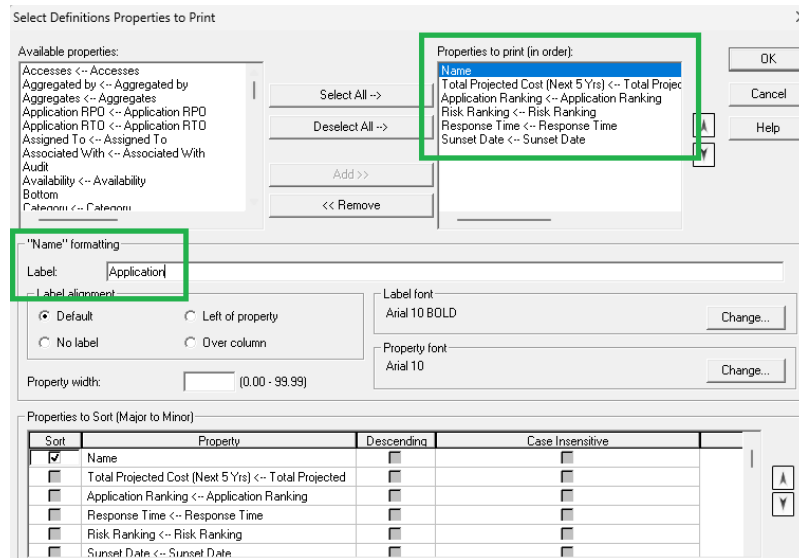 Select Definitions Properties to Print
Available properties:
Accesses <-- Accesses
Aggregated by <-- Aggregated by
Aggregates <-- Aggregates
Application RPO <-- Application RPO
Application RTO <-- Application RTO
Assigned To <-- Assigned To
Associated With <-- Associated With
Audit
Availability <-- Availability
Bottom
Category <-- Category
Select All -->
Deselect All -->
Add >>
<< Remove
Properties to print (in order):
Name
Total Projected Cost (Next 5 Yrs) <-- Total Projec
Application Ranking <-- Application Ranking
Risk Ranking <-- Risk Ranking
Response Time <-- Response Time
Sunset Date <-- Sunset Date
OK
Cancel
Help
"Name" formatting
Label: Application
Label alignment
Default
Left of property
No label
Over column
Property width: (0.00 - 99.99)
Label font
Arial 10 BOLD
Change...
Property font
Arial 10
Change...
Properties to Sort (Major to Minor)
Sort Property Descending Case Insensitive
Name
Total Projected Cost (Next 5 Yrs) <-- Total Projected
Application Ranking <-- Application Ranking
Response Time <-- Response Time
Risk Ranking <-- Risk Ranking
Sunset Date <-- Sunset Date